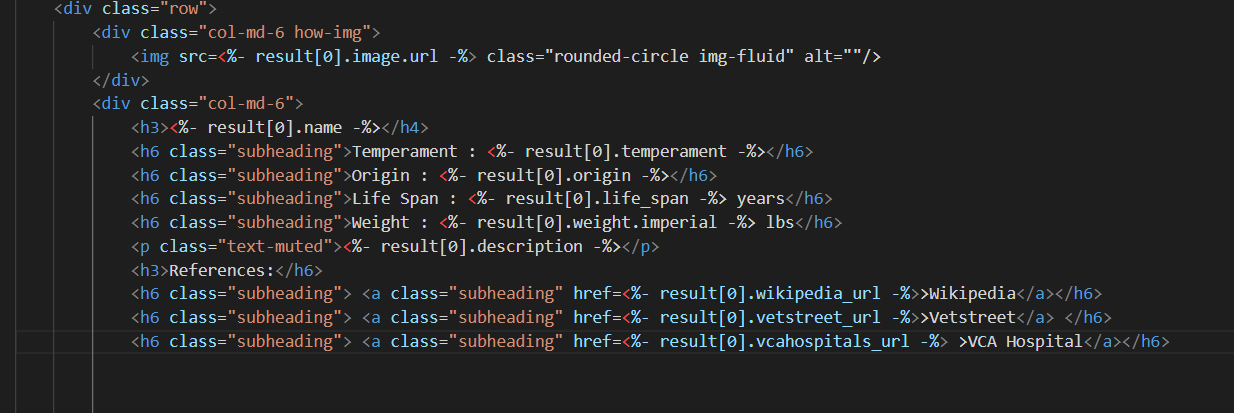 <div class="row">
<div class="col-md-6 how-img">
<img src=<%- result[0].image.url -%> class="rounded-circle img-fluid" alt=""/>
</div>
<div class="col-md-6">
<h3><%- result[0].name -%></h4>
<h6 class="subheading">Temperament : <%- result[0].temperament -%></h6>
<h6 class="subheading">Origin : <%- result[0].origin -%></h6>
<h6 class="subheading">Life Span : <%- result[0].life_span -%> years</h6>
<h6 class="subheading">Weight : <%- result[0].weight.imperial -%> lbs</h6>
<p class="text-muted"><%- result[0].description -%></p>
<h3>References:</h6>
<h6 class="subheading"> <a class="subheading" href=<%- result[0].wikipedia_url -%>>Wikipedia</a></h6>
<h6 class="subheading"> <a class="subheading" href=<%- result[0].vetstreet_url -%>>Vetstreet</a> </h6>
<h6 class="subheading"> <a class="subheading" href=<%- result[0].vcahospitals_url -%> >VCA Hospital</a></h6>